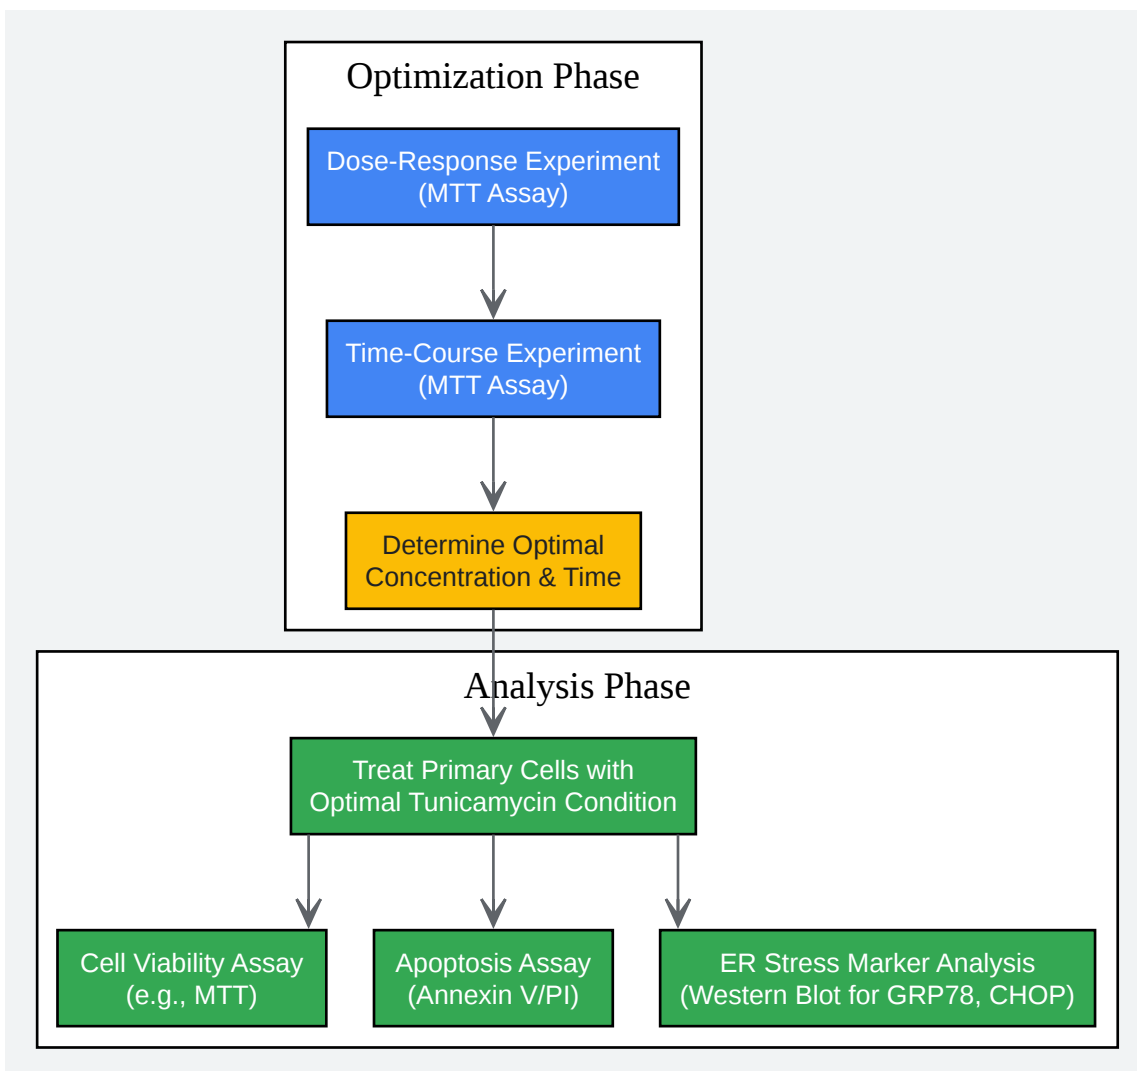 Optimization Phase
Dose-Response Experiment
(MTT Assay)
Time-Course Experiment
(MTT Assay)
Determine Optimal
Concentration & Time
Analysis Phase
Treat Primary Cells with
Optimal Tunicamycin Condition
Cell Viability Assay
(e.g., MTT)
Apoptosis Assay
(Annexin V/PI)
ER Stress Marker Analysis
(Western Blot for GRP78, CHOP)